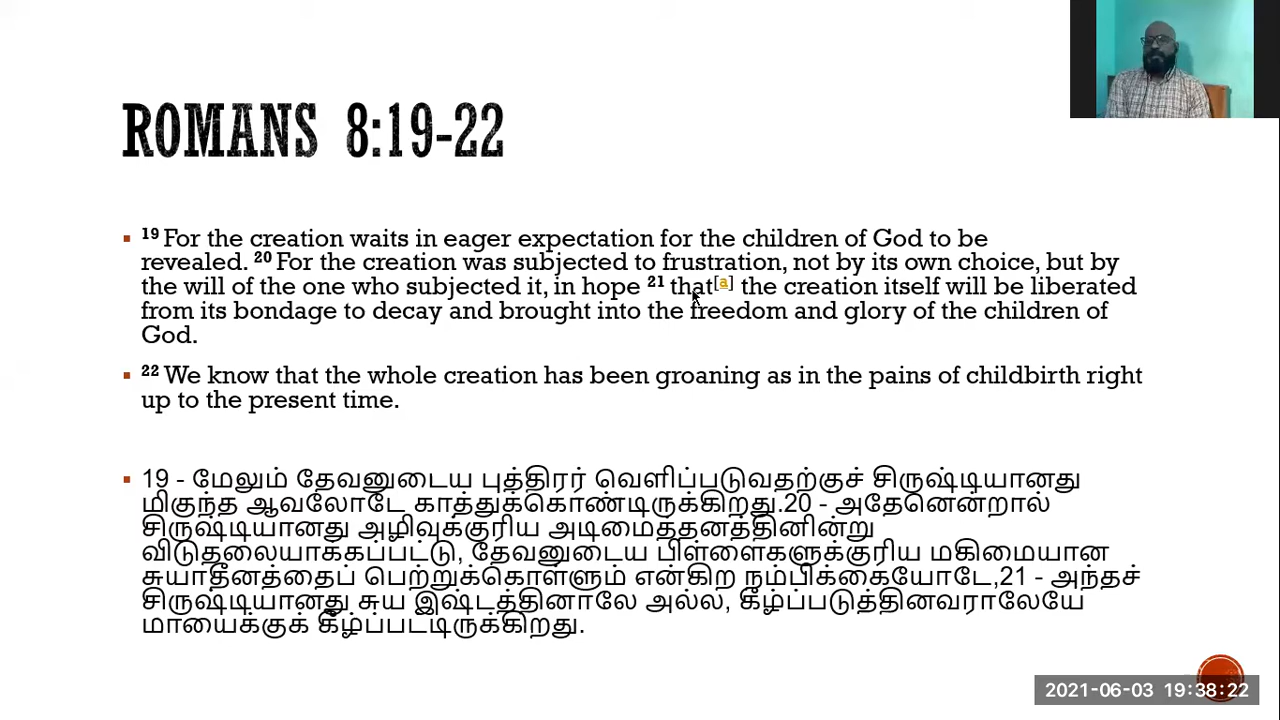 ROMANS 8:19-22
19 For the creation waits in eager expectation for the children of God to be
revealed. 20 For the creation was subjected to frustration, not by its own choice, but by
the will of the one who subjected it, in hope 21 that[a] the creation itself will be liberated
from its bondage to decay and brought into the freedom and glory of the children of
God.
22 We know that the whole creation has been groaning as in the pains of childbirth right
up to the present time.
19 - மேலும் தேவனுடைய புத்திரர் வெளிப்படுவதற்குச் சிருஷ்டியானது
மிகுந்த ஆவலோடே காத்துக்கொண்டிருக்கிறது.20 - அதேனென்றால்
சிருஷ்டியானது அழிவுக்குரிய அடிமைத்தனத்தினின்று
விடுதலையாக்கப்பட்டு, தேவனுடைய பிள்ளைகளுக்குரிய மகிமையான
சுயாதீனத்தைப் பெற்றுக்கொள்ளும் என்கிற நம்பிக்கையோடே,21 - அந்தச்
சிருஷ்டியானது சுய இஷ்டத்தினாலே அல்ல, கீழ்ப்படுத்தினவராலேயே
மாயைக்குக் கீழ்ப்பட்டிருக்கிறது.
2021-06-03 19:38:22